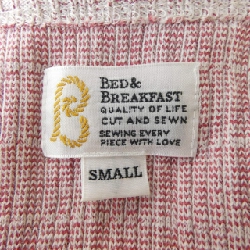 BED&
BREAKFAST
QUALITY OF LIFE
CUT AND SEWN
SEWING EVERY
PIECE WITH LOVE
SMALL